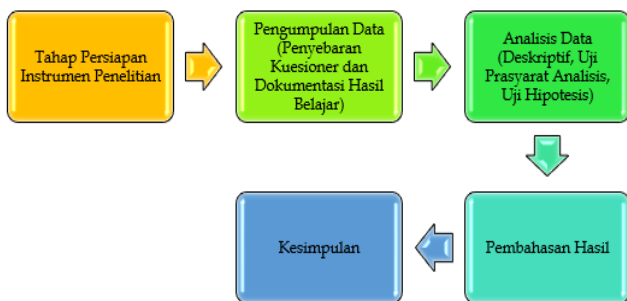 Tahap Persiapan
Instrumen Penelitian
Pengumpulan Data
(Penyebaran
Kuesioner dan
Dokumentasi Hasil
Belajar)
Analisis Data
(Deskriptif, Uji
Prasyarat Analisis,
Uji Hipotesis)
Pembahasan Hasil
Kesimpulan